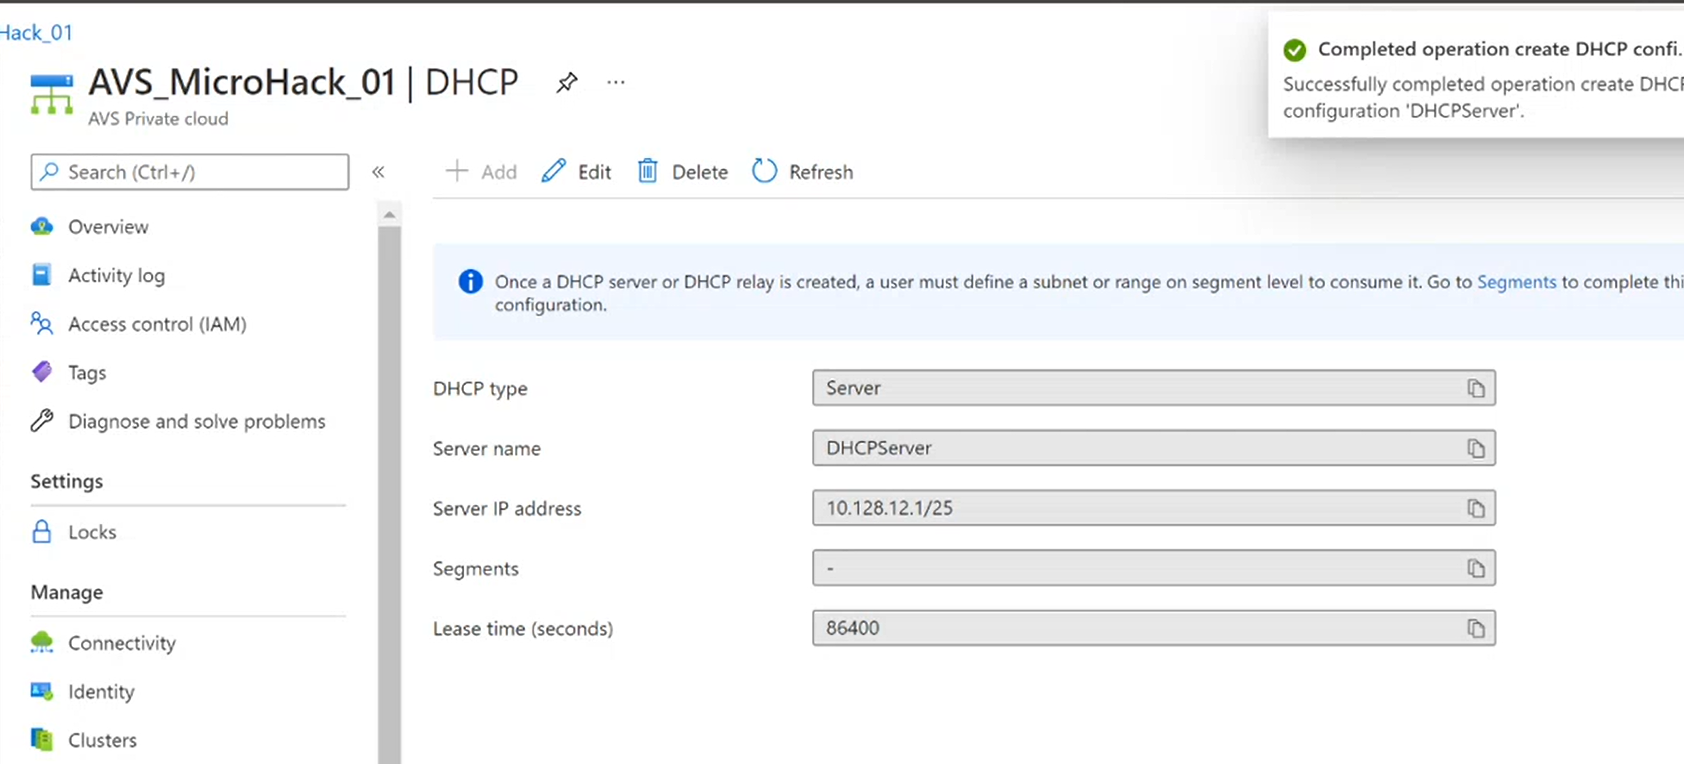 Hack_01
AVS_MicroHack_01 | DHCP ...
AVS Private cloud
Completed operation create DHCP confi.
Successfully completed operation create DHCP
configuration 'DHCPServer'.
Search (Ctrl+/) «
Add Edit Delete Refresh
Overview
Activity log
Access control (IAM)
Tags
Diagnose and solve problems
Settings
Locks
Manage
Connectivity
Identity
Clusters
Once a DHCP server or DHCP relay is created, a user must define a subnet or range on segment level to consume it. Go to Segments to complete thi
configuration.
DHCP type Server
Server name DHCPServer
Server IP address 10.128.12.1/25
Segments -
Lease time (seconds) 86400